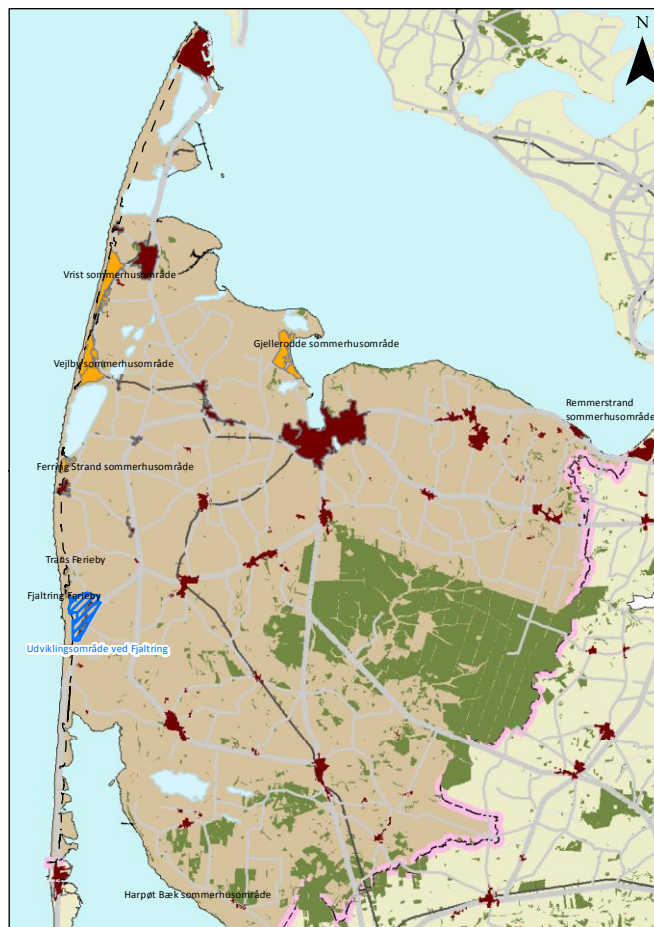 N
Vrist sommerhusområde
Gjellerodde sommerhusområde
Vejlby sommerhusområde
Remmerstrand
sommerhusområde
Ferring Strand sommerhusområde
Trans Ferieby
Fjaltring Ferieby
Udviklingsområde ved Fjaltring
Harpøt Bæk sommerhusområde